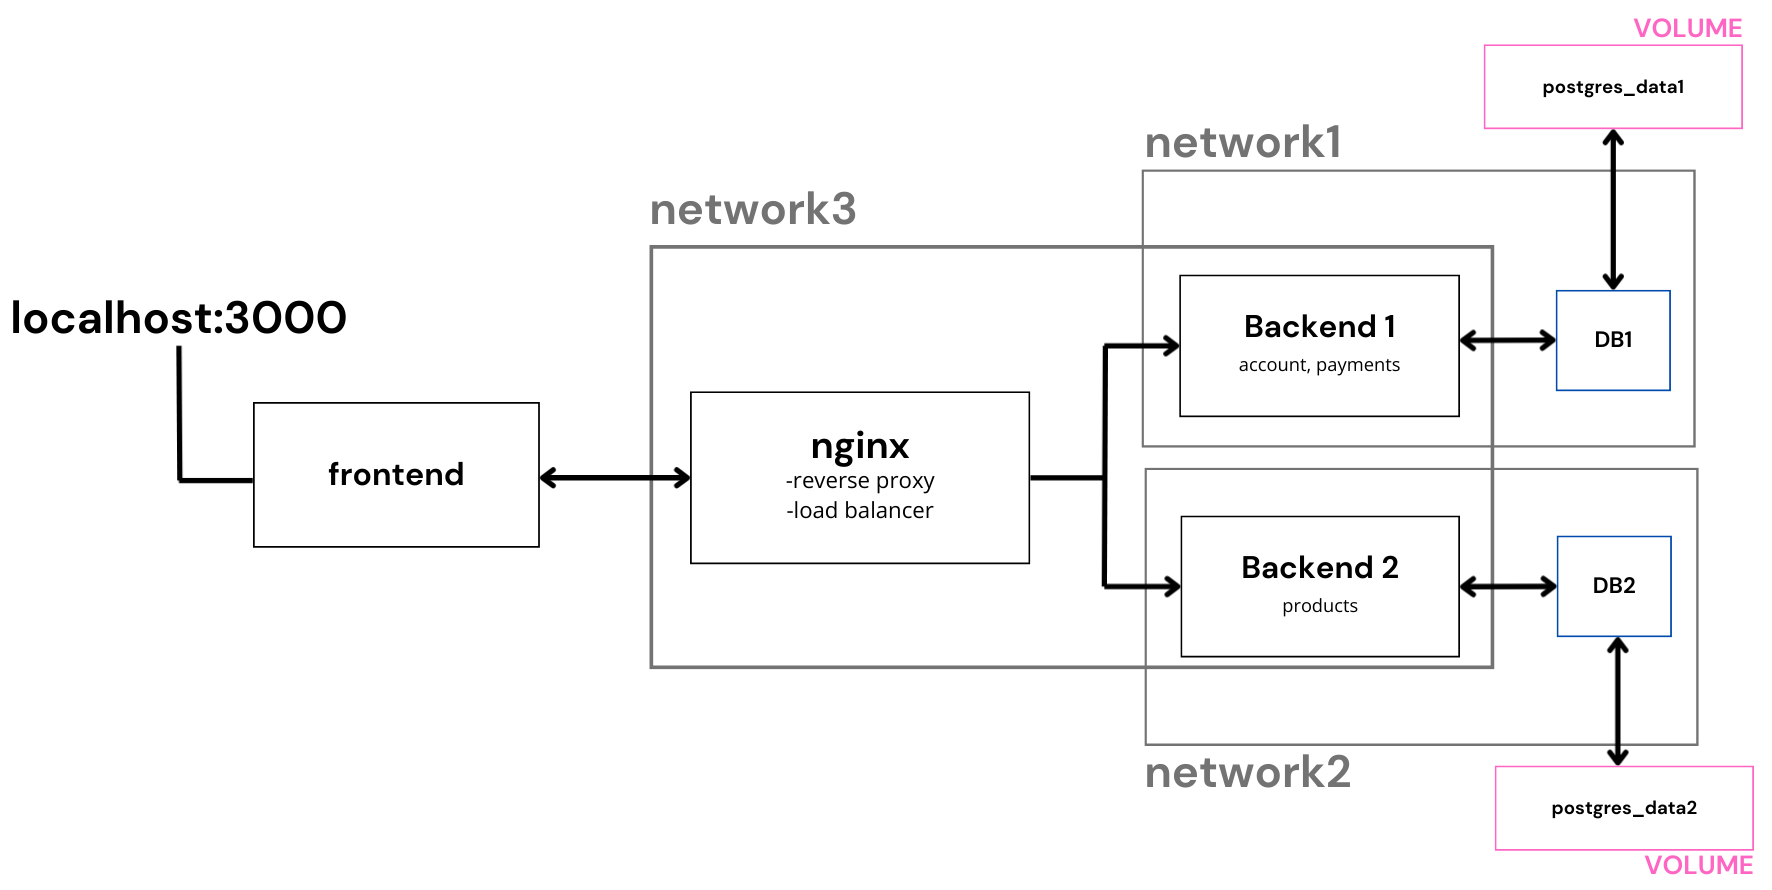 VOLUME
postgres_data1
network1
network3
localhost:3000
Backend 1
account, payments
DB1
frontend
nginx
-reverse proxy
-load balancer
Backend 2
products
DB2
network2
postgres_data2
VOLUME